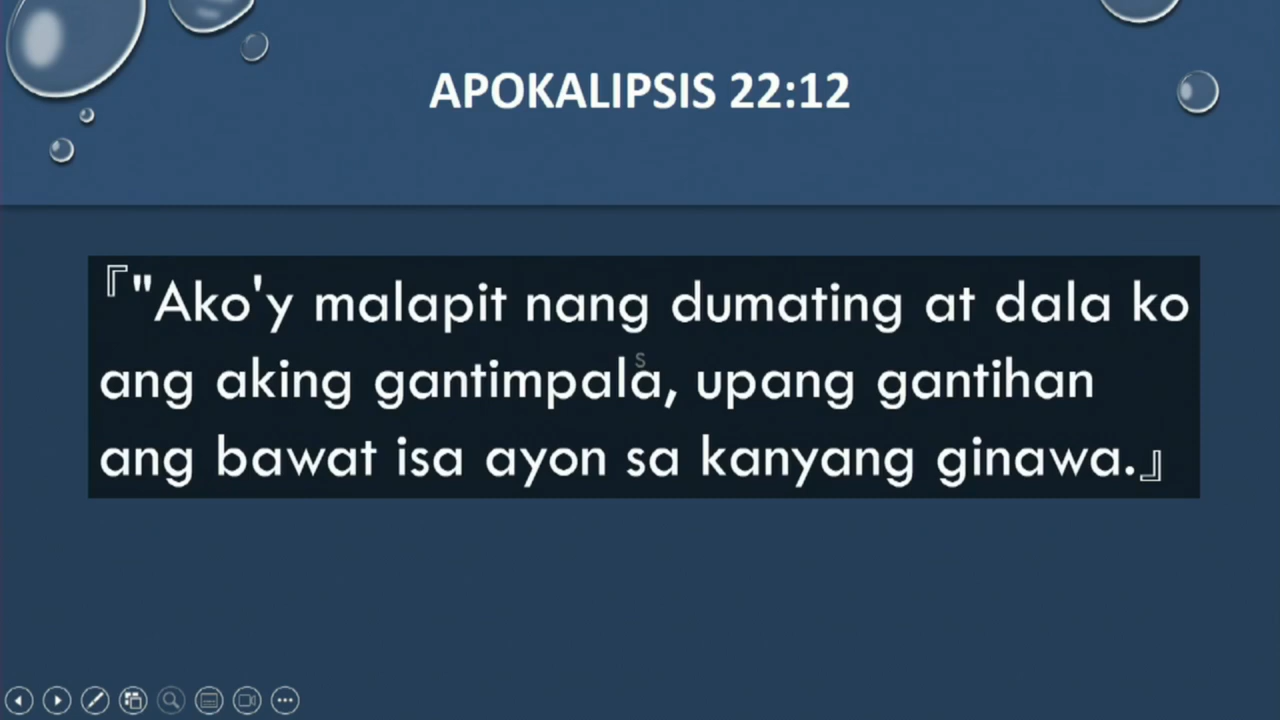 APOKALIPSIS 22:12
『"Ako'y malapit nang dumating at dala ko
ang aking gantimpala, upang gantihan
ang bawat isa ayon sa kanyang ginawa.』
s